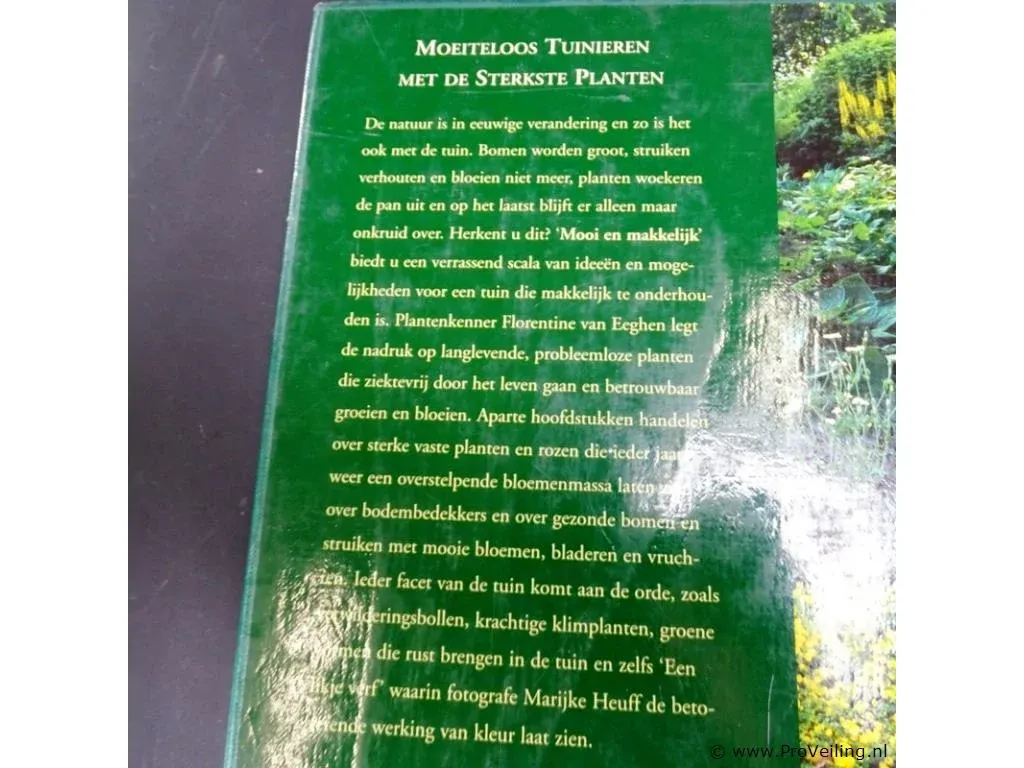 MOEITELOOS TUINIEREN
MET DE STERKSTE PLANTEN
De natuur is in eeuwige verandering en zo is het
ook met de tuin. Bomen worden groot, struiken
verhouten en bloeien niet meer, planten woekeren
de pan uit en op het laatst blijft er alleen maar
onkruid over. Herkent u dit? 'Mooi en makkelijk'
biedt u een verrassend scala van ideeën en moge-
lijkheden voor een tuin die makkelijk te onderhou-
den is. Plantenkenner Florentine van Eeghen legt
de nadruk op langlevende, probleemloze planten
die ziektevrij door het leven gaan en betrouwbaar
groeien en bloeien. Aparte hoofdstukken handelen
over sterke vaste planten en rozen die ieder
weer een overstelpende bloemenmassa laten
over bodembedekkers en over gezonde bomen en
struiken met mooie bloemen, bladeren en vruch-
ten. Ieder facet van de tuin komt aan de orde, zoals
krachtige klimplanten, groene
die rust brengen in de tuin en zelfs 'Een
verf' waarin fotografe Marijke Heuff de beto-
werking van kleur laat zien.
© www.ProVeiling.nl